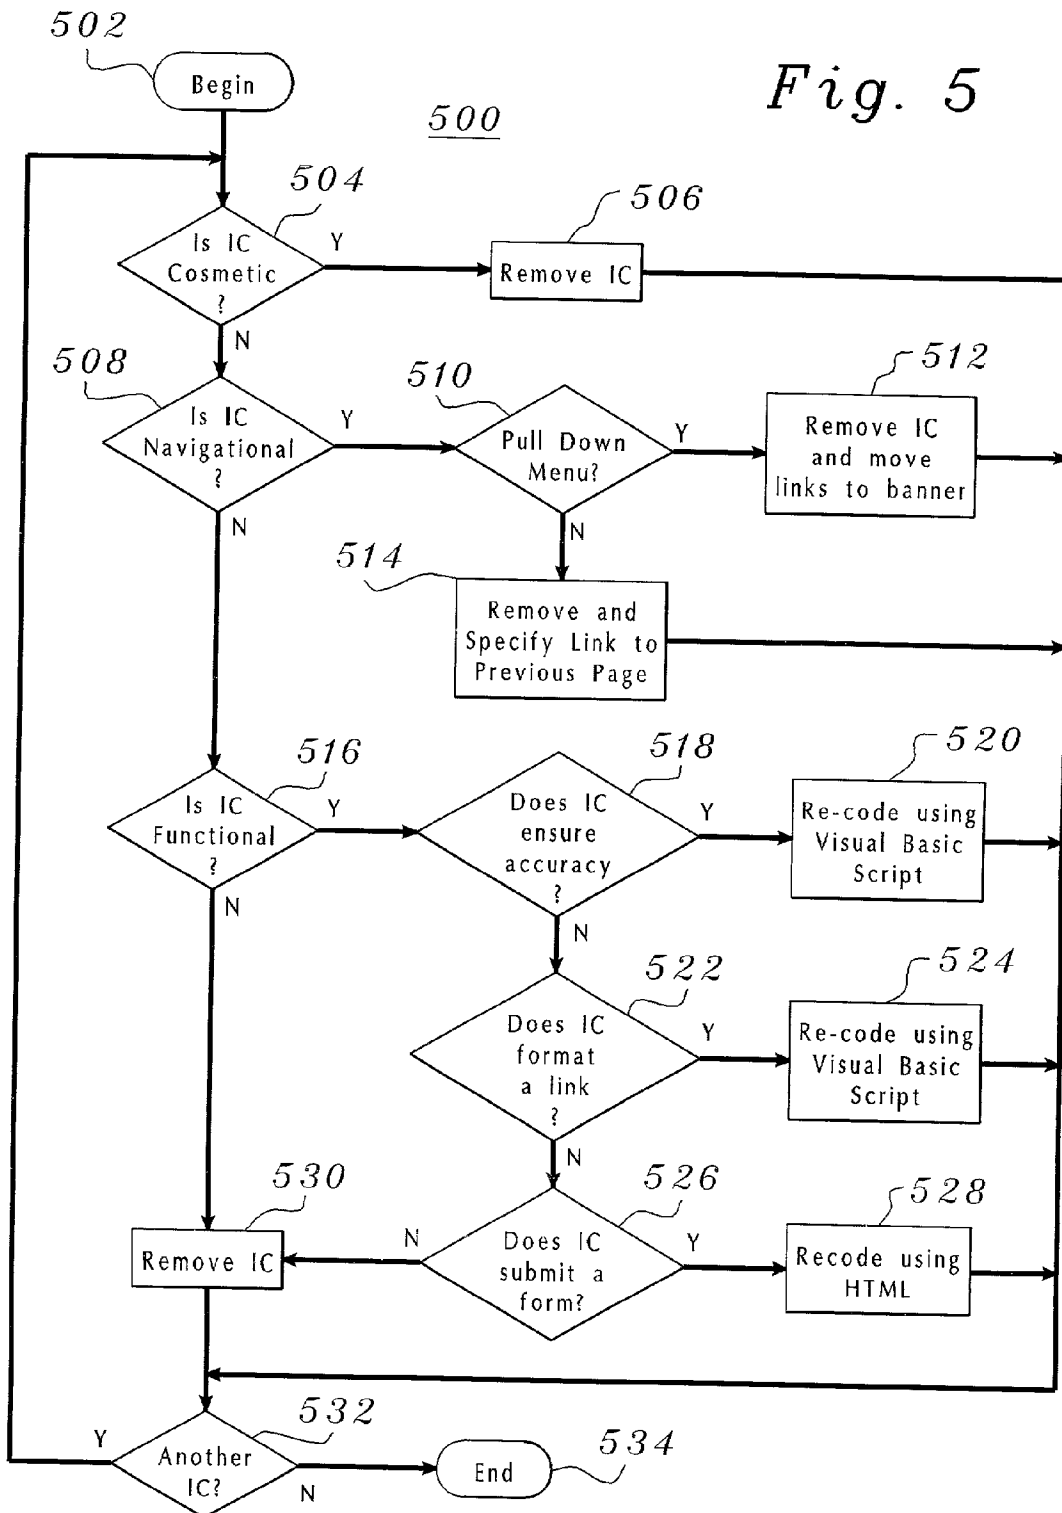 502
Begin
Fig. 5
500
504
506
Is IC
Cosmetic
?
Y
Remove IC
N
508
510
512
Is IC
Navigational
?
Y
Pull Down
Menu?
Y
Remove IC
and move
links to banner
N
N
514
Remove and
Specify Link to
Previous Page
516
518
520
Is IC
Functional
?
Y
Does IC
ensure
accuracy
?
Y
Re-code using
Visual Basic
Script
N
N
522
524
Does IC
format
a link
?
Y
Re-code using
Visual Basic
Script
N
530
526
528
Remove IC
N
Does IC
submit a
form?
Y
Recode using
HTML
532
534
Y
Another
IC?
N
End